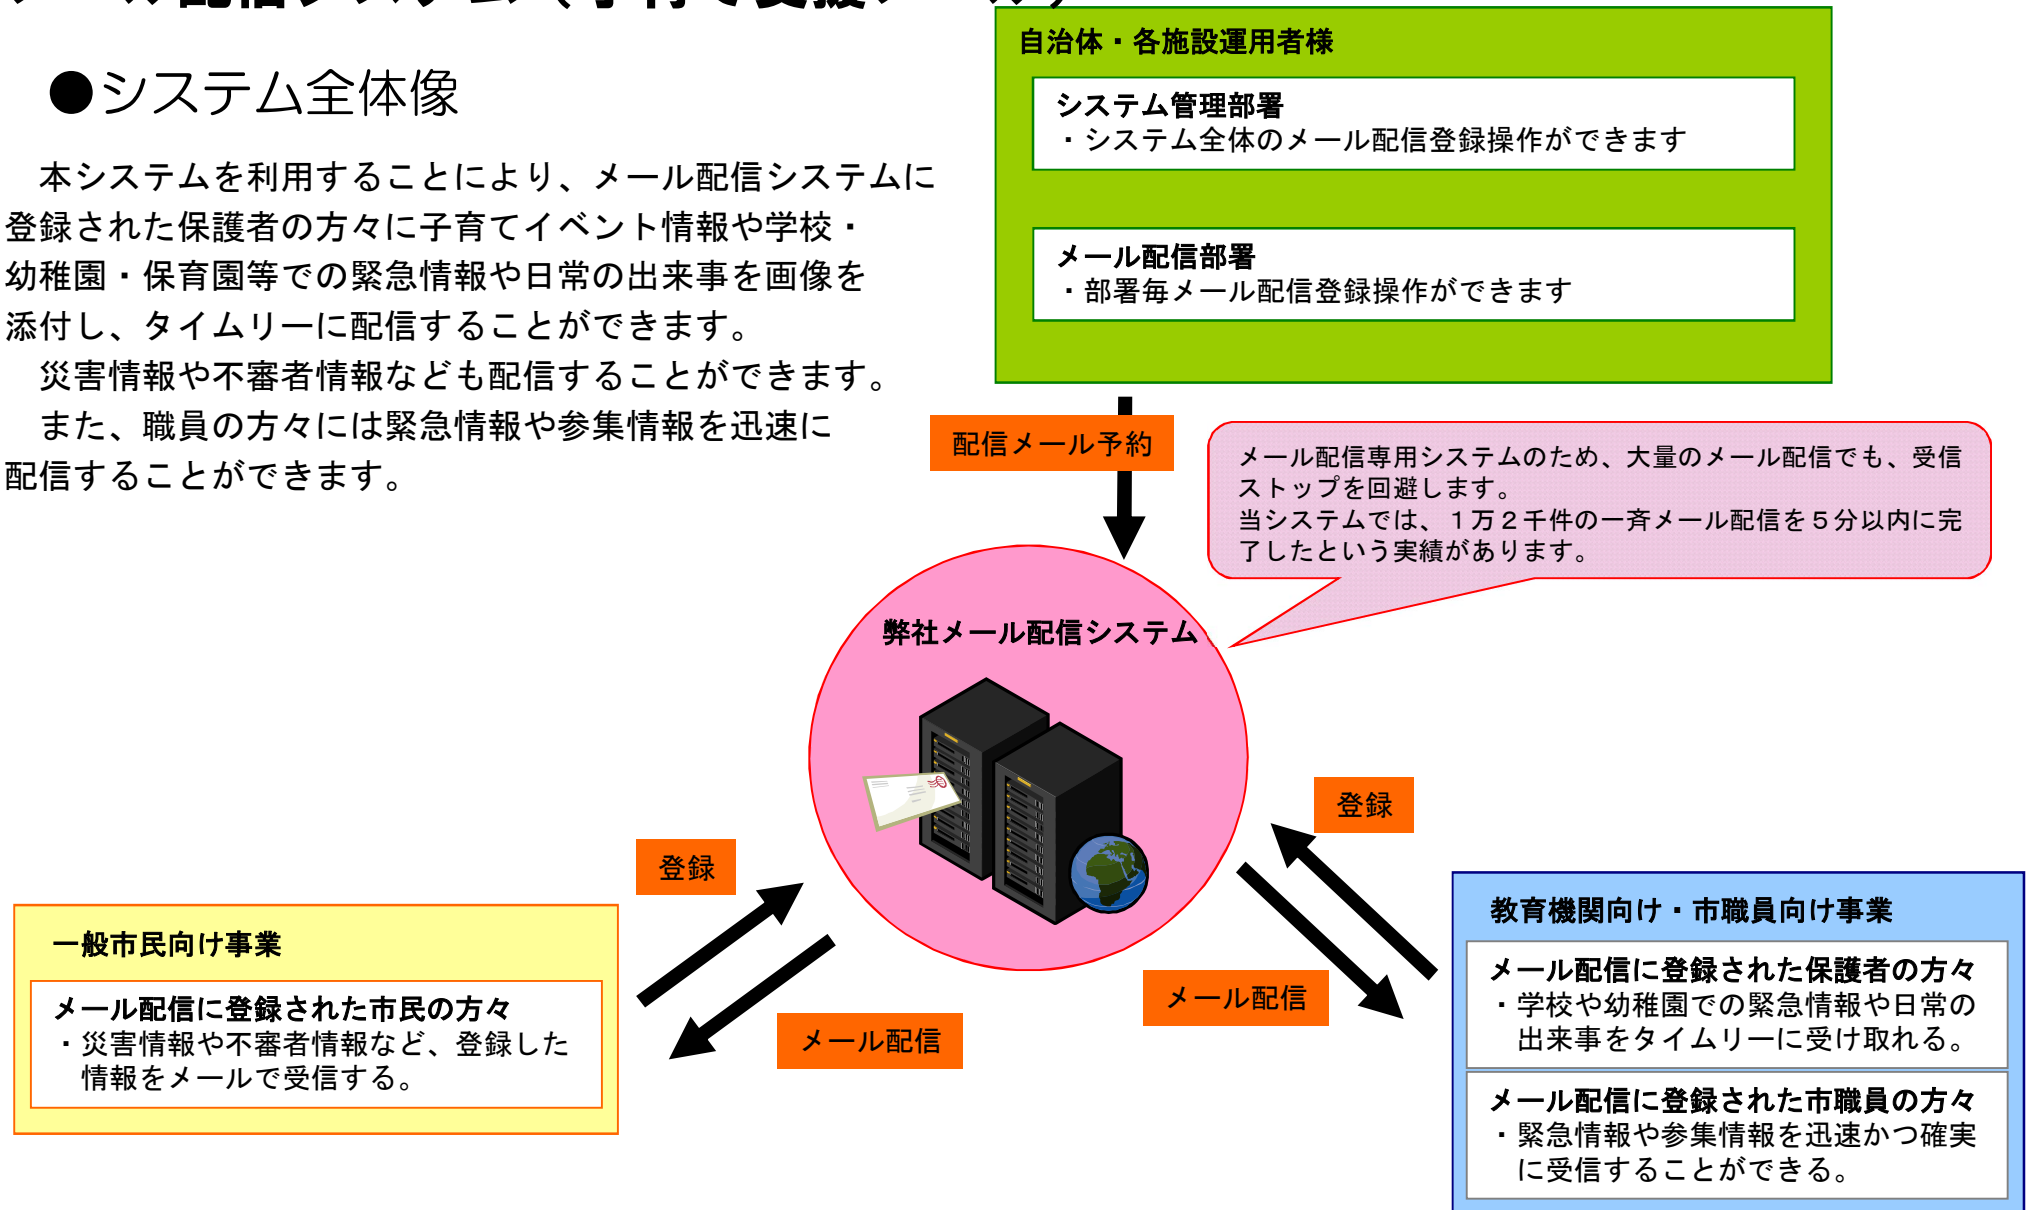 ●システム全体像
本システムを利用することにより、メール配信システムに
登録された保護者の方々に子育てイベント情報や学校・
幼稚園・保育園等での緊急情報や日常の出来事を画像を
添付し、タイムリーに配信することができます。
災害情報や不審者情報なども配信することができます。
また、職員の方々には緊急情報や参集情報を迅速に
配信することができます。
自治体・各施設運用者様
システム管理部署
・システム全体のメール配信登録操作ができます
メール配信部署
・部署毎メール配信登録操作ができます
配信メール予約
メール配信専用システムのため、大量のメール配信でも、受信
ストップを回避します。
当システムでは、１万２千件の一斉メール配信を５分以内に完
了したという実績があります。
弊社メール配信システム
登録
メール配信
登録
メール配信
一般市民向け事業
メール配信に登録された市民の方々
・災害情報や不審者情報など、登録した
情報をメールで受信する。
教育機関向け・市職員向け事業
メール配信に登録された保護者の方々
・学校や幼稚園での緊急情報や日常の
出来事をタイムリーに受け取れる。
メール配信に登録された市職員の方々
・緊急情報や参集情報を迅速かつ確実
に受信することができる。